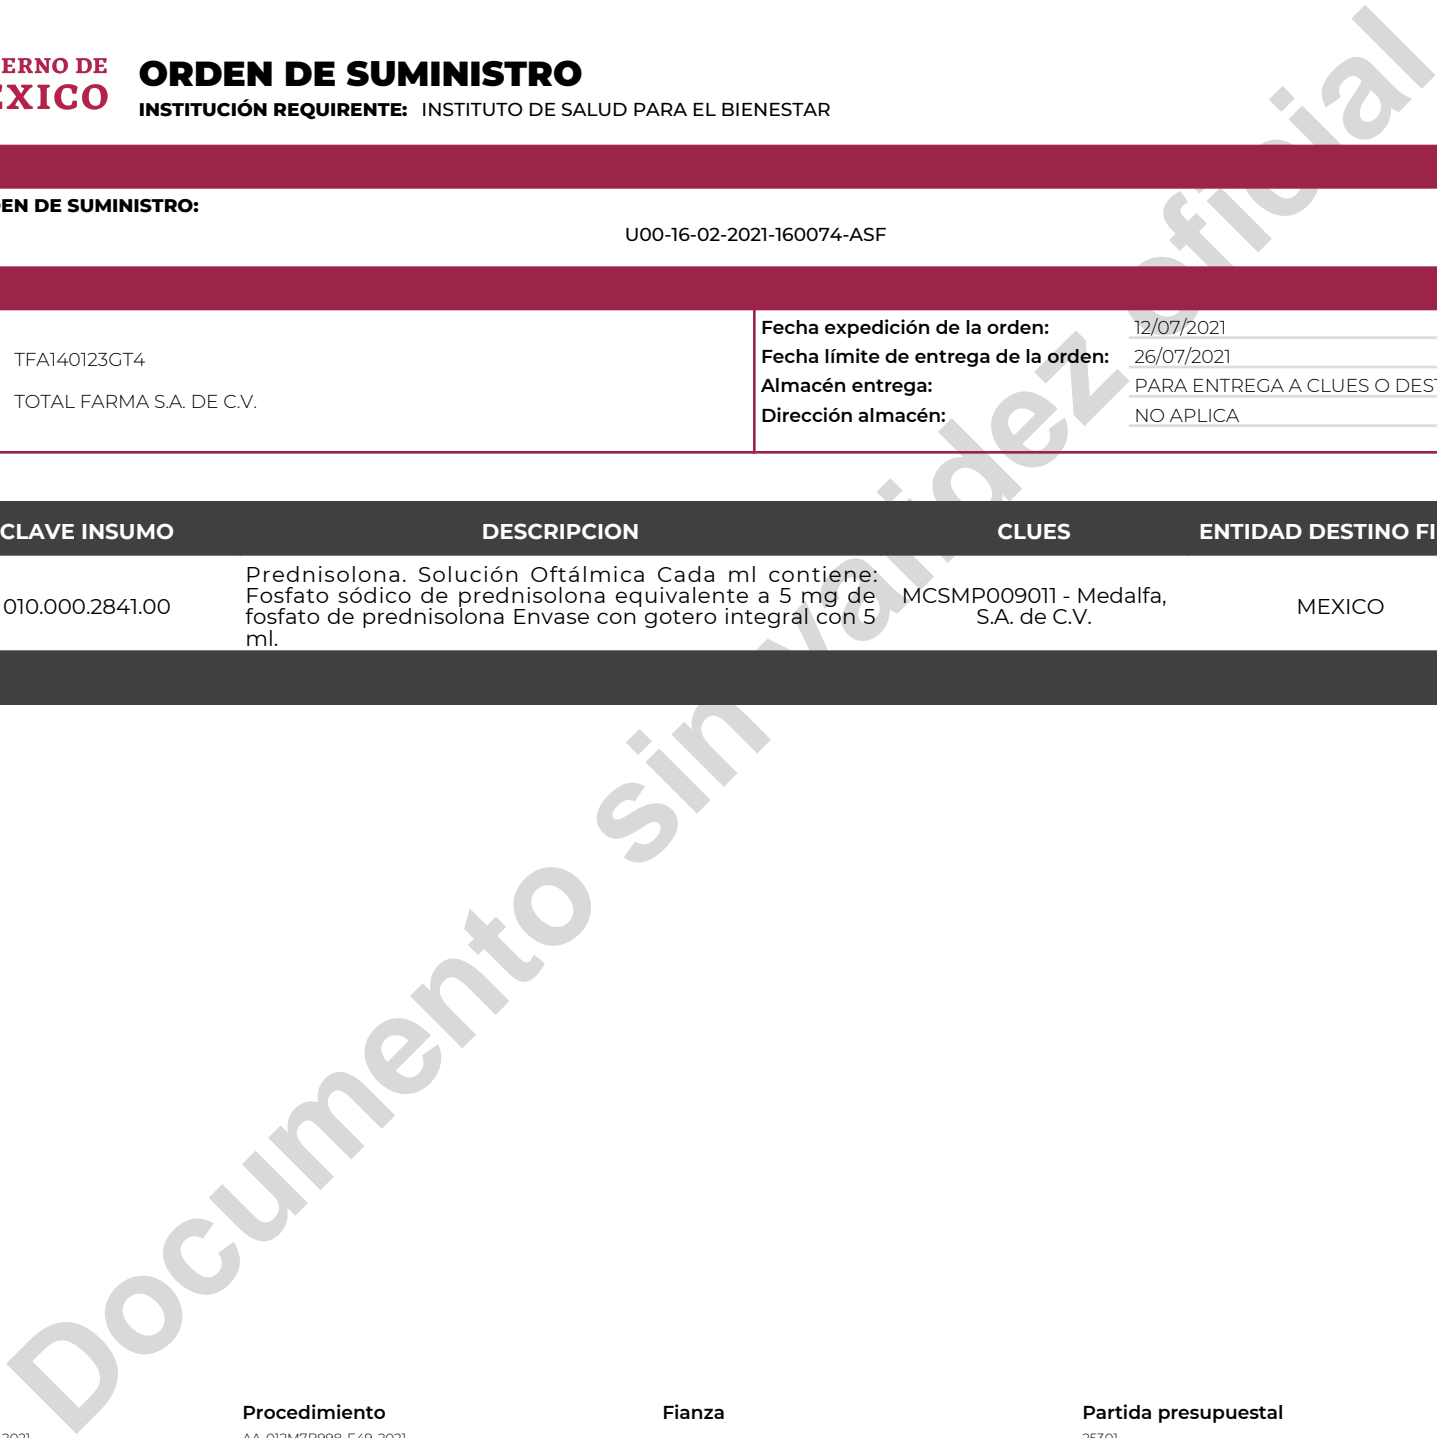 ERNO DE
EXICO
ORDEN DE SUMINISTRO
INSTITUCIÓN REQUIRENTE: INSTITUTO DE SALUD PARA EL BIENESTAR
EN DE SUMINISTRO:
U00-16-02-2021-160074-ASF
TFA140123GT4
TOTAL FARMA S.A. DE C.V.
Fecha expedición de la orden: 12/07/2021
Fecha límite de entrega de la orden: 26/07/2021
Almacén entrega: PARA ENTREGA A CLUES O DEST
Dirección almacén: NO APLICA
CLAVE INSUMO DESCRIPCION CLUES ENTIDAD DESTINO FI
010.000.2841.00
Prednisolona. Solución Oftálmica Cada ml contiene:
Fosfato sódico de prednisolona equivalente a 5 mg de
fosfato de prednisolona Envase con gotero integral con 5
ml.
MCSMP009011 - Medalfa,
S.A. de C.V.
MEXICO
Documento sin validez oficial
Procedimiento Fianza Partida presupuestal